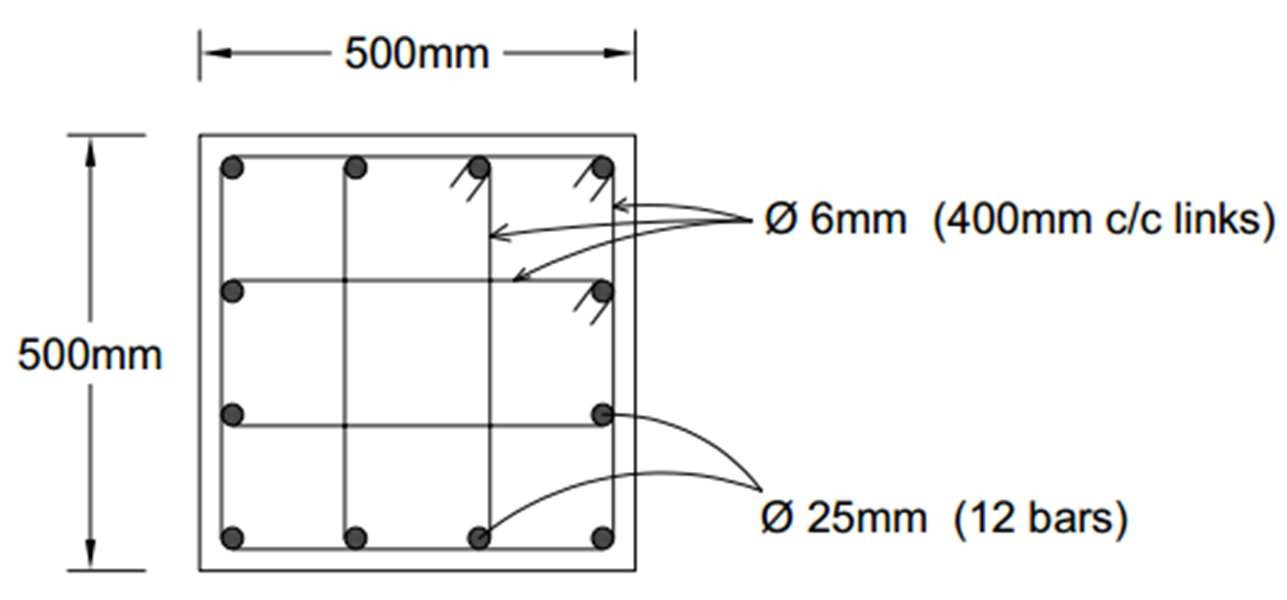 500mm
Ø 6mm (400mm c/c links)
500mm
Ø 25mm (12 bars)